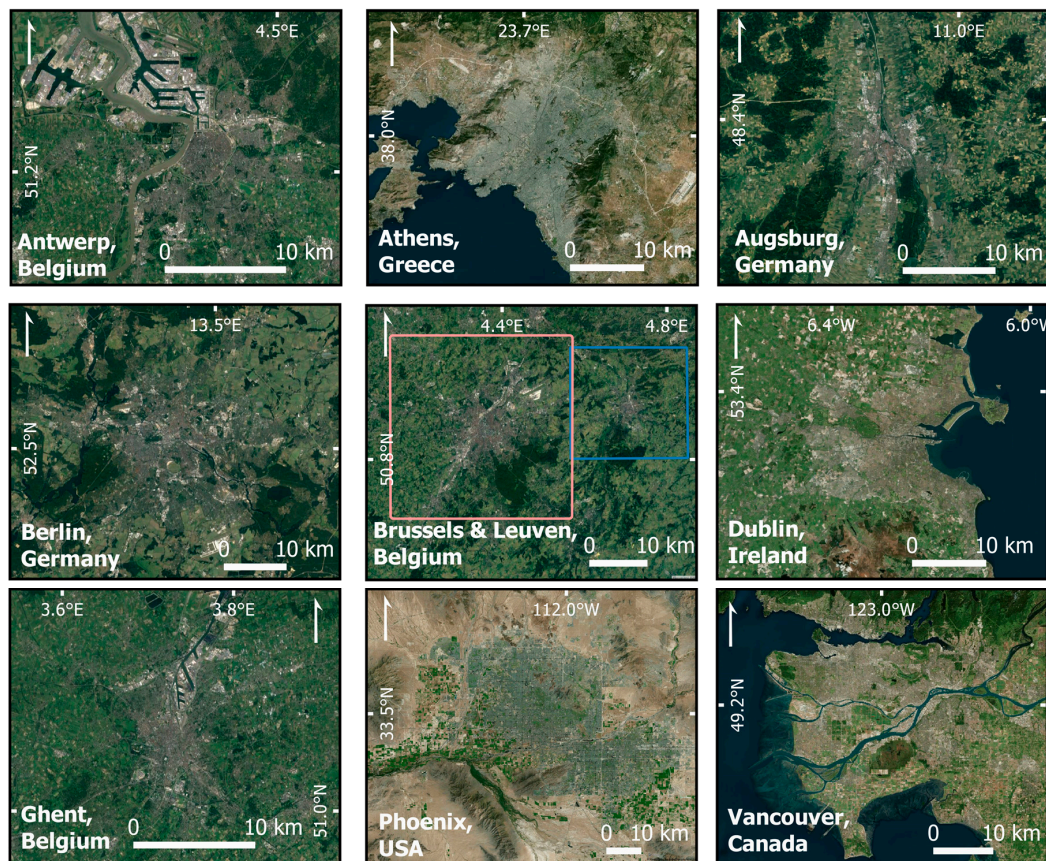 4.5°E
51.2°N
Antwerp,
Belgium
0 10 km
23.7°E
38.0°N
Athens,
Greece
0 10 km
11.0°E
48.4°N
Augsburg,
Germany
0 10 km
13.5°E
52.5°N
Berlin,
Germany
0 10 km
4.4°E 4.8°E
50.8°N
Brussels & Leuven,
Belgium
0 10 km
6.4°W 6.0°W
53.4°N
Dublin,
Ireland
0 10 km
3.6°E 3.8°E
51.0°N
Ghent,
Belgium
0 10 km
112.0°W
33.5°N
Phoenix,
USA
0 10 km
123.0°W
49.2°N
Vancouver,
Canada
0 10 km